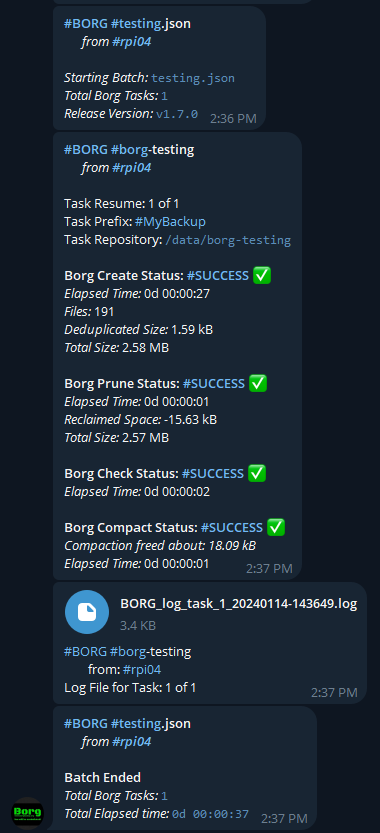 #BORG #testing.json
from #rpi04
Starting Batch: testing.json
Total Borg Tasks: 1
Release Version: v1.7.0 2:36 PM
#BORG #borg-testing
from #rpi04
Task Resume: 1 of 1
Task Prefix: #MyBackup
Task Repository: /data/borg-testing
Borg Create Status: #SUCCESS ✅
Elapsed Time: 0d 00:00:27
Files: 191
Deduplicated Size: 1.59 kB
Total Size: 2.58 MB
Borg Prune Status: #SUCCESS ✅
Elapsed Time: 0d 00:00:01
Reclaimed Space: -15.63 kB
Total Size: 2.57 MB
Borg Check Status: #SUCCESS ✅
Elapsed Time: 0d 00:00:02
Borg Compact Status: #SUCCESS ✅
Compaction freed about: 18.09 kB
Elapsed Time: 0d 00:00:01 2:37 PM
BORG_log_task_1_20240114-143649.log
3.4 KB
#BORG #borg-testing
from: #rpi04
Log File for Task: 1 of 1
2:37 PM
#BORG #testing.json
from #rpi04
Batch Ended
Total Borg Tasks: 1
Total Elapsed time: 0d 00:00:37 2:37 PM
Borg